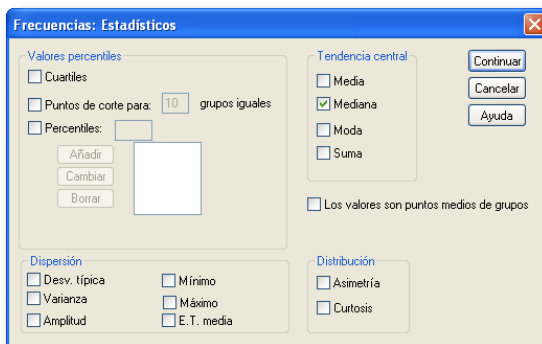 Frecuencias: Estadísticos
Valores percentiles
Cuartiles
Puntos de corte para: 10 grupos iguales
Percentiles:
Añadir
Cambiar
Borrar
Tendencia central
Media
Mediana
Moda
Suma
Continuar
Cancelar
Ayuda
Los valores son puntos medios de grupos
Dispersión
Desv. típica
Mínimo
Varianza
Máximo
Amplitud
E.T. media
Distribución
Asimetría
Curtosis